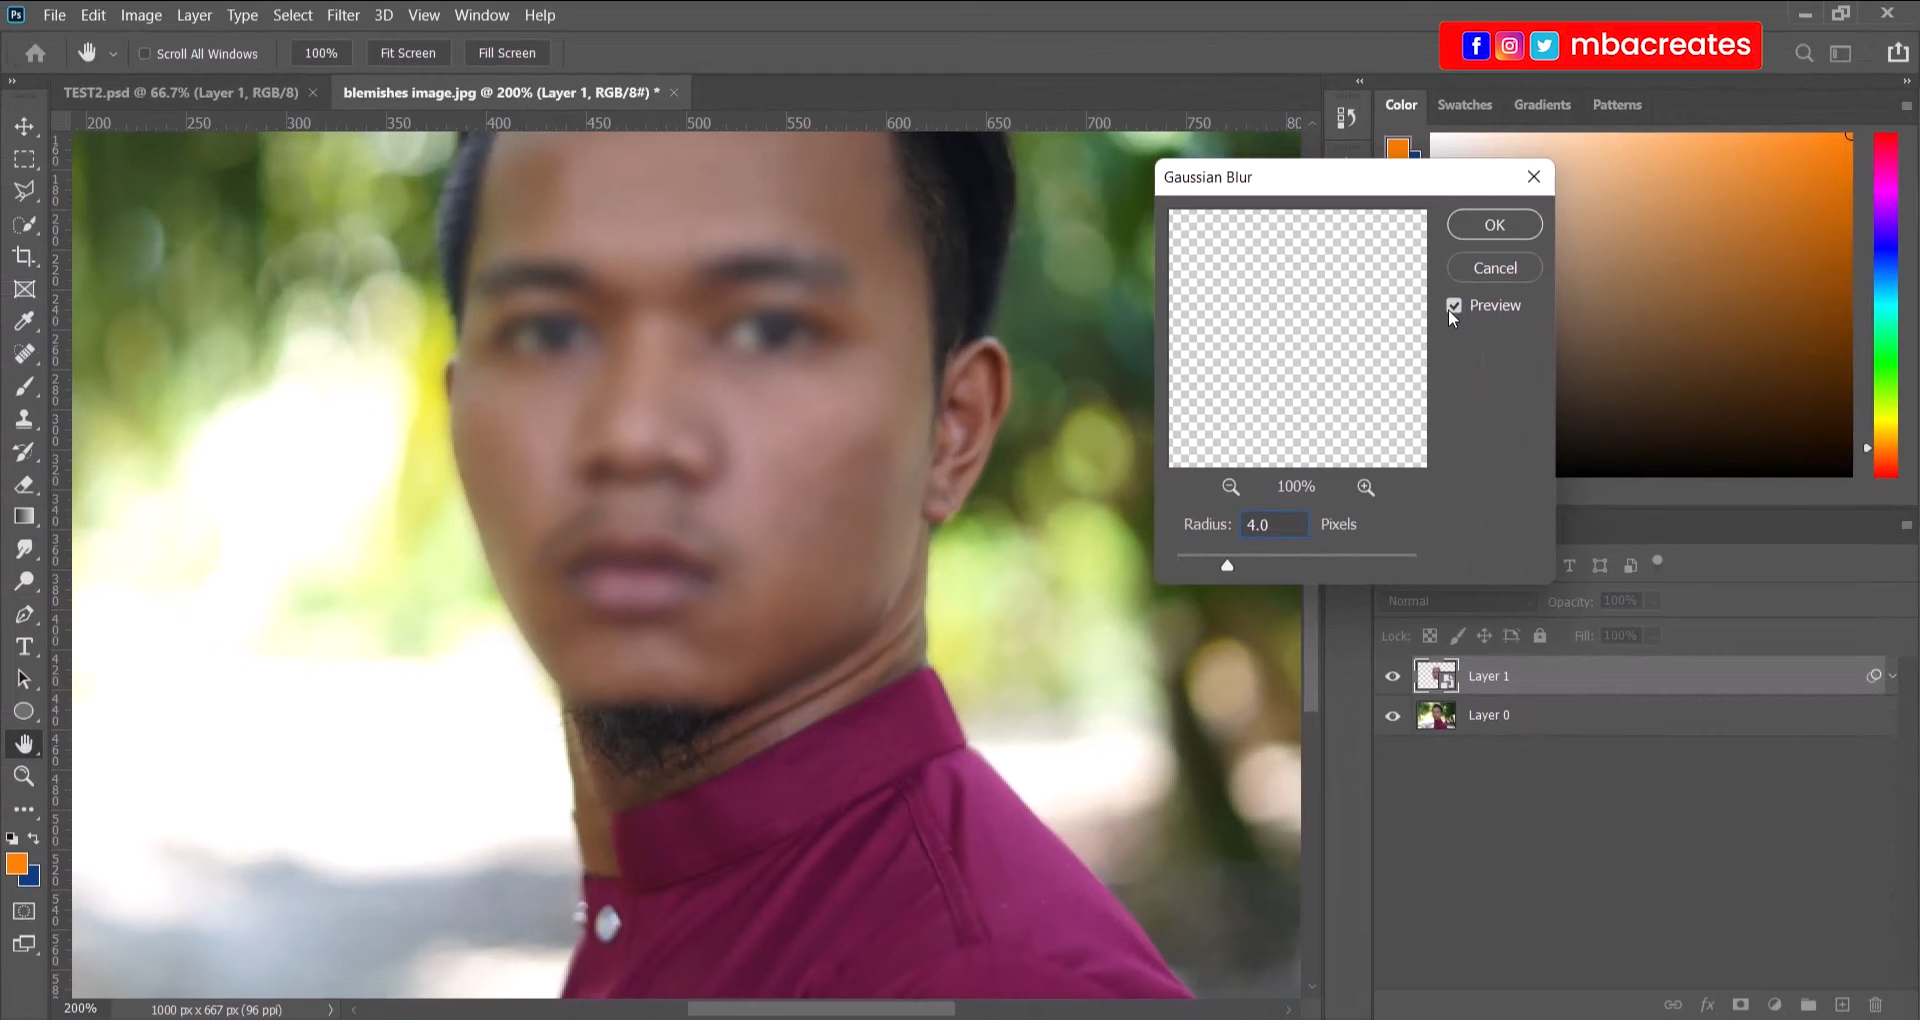 Ps File Edit Image Layer Type Select Filter 3D View Window Help
Scroll All Windows 100% Fit Screen Fill Screen
f mbacreates
TEST2.psd @ 66.7% (Layer 1, RGB/8) × blemishes image.jpg @ 200% (Layer 1, RGB/8#) * ×
Color Swatches Gradients Patterns
200 250 300 350 400 450 500 550 600 650 700 750
Gaussian Blur
OK
Cancel
Preview
100%
Radius: 4.0 Pixels
Normal Opacity: 100%
Lock: Fill: 100%
Layer 1
Layer 0
200% 1000 px x 667 px (96 ppi)